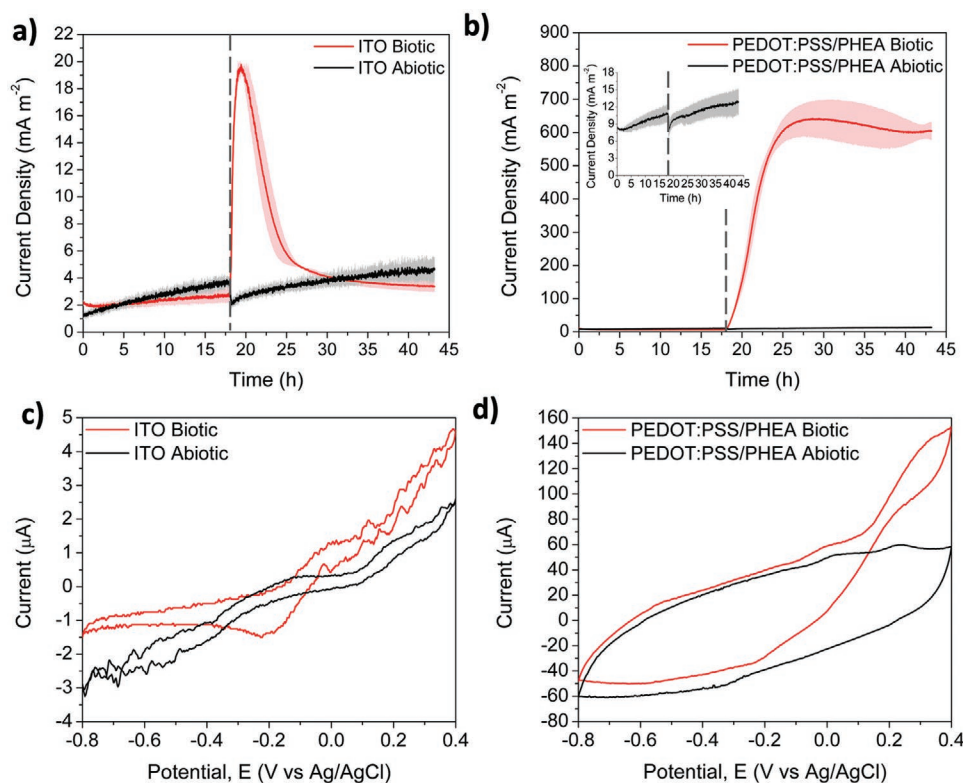 a)
ITO Biotic
ITO Abiotic
Current Density (mA m-2)
22
20
18
16
14
12
10
8
6
4
2
0
0 5 10 15 20 25 30 35 40 45
Time (h)
b)
PEDOT:PSS/PHEA Biotic
PEDOT:PSS/PHEA Abiotic
Current Density (mA m-2)
900
800
700
600
500
400
300
200
100
0
0 5 10 15 20 25 30 35 40 45
Time (h)
Current Density (mA m-2)
18
15
12
9
6
3
0
0 5 10 15 20 25 30 35 40 45
Time (h)
c)
ITO Biotic
ITO Abiotic
Current (μA)
5
4
3
2
1
0
-1
-2
-3
-4
-0.8 -0.6 -0.4 -0.2 0.0 0.2 0.4
Potential, E (V vs Ag/AgCl)
d)
PEDOT:PSS/PHEA Biotic
PEDOT:PSS/PHEA Abiotic
Current (μA)
160
140
120
100
80
60
40
20
0
-20
-40
-60
-80
-0.8 -0.6 -0.4 -0.2 0.0 0.2 0.4
Potential, E (V vs Ag/AgCl)